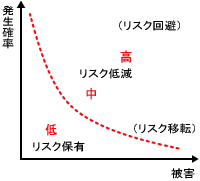 発生確率
（リスク回避）
高
リスク低減
中
低
（リスク移転）
リスク保有
被害